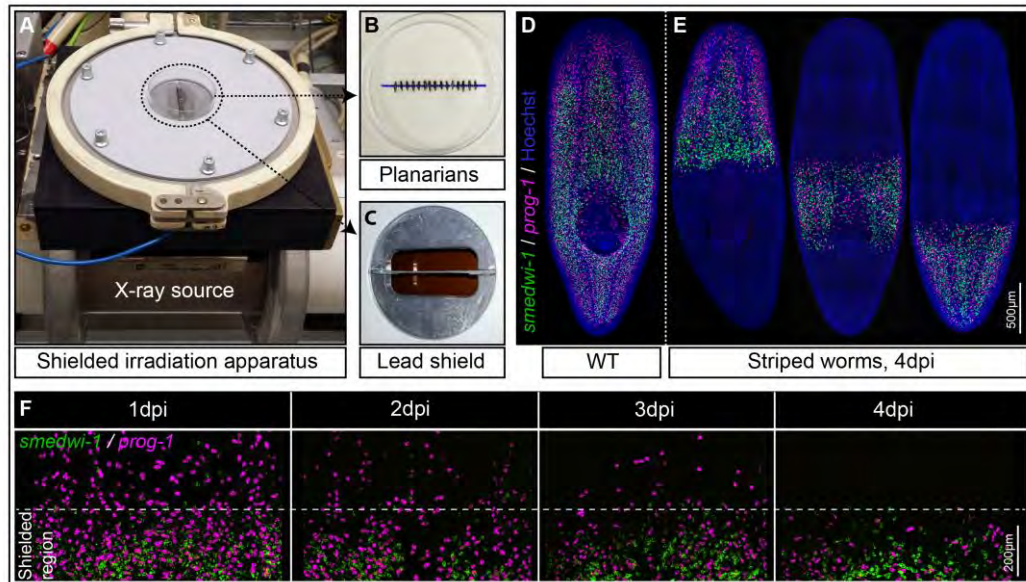 A
X-ray source
Shielded irradiation apparatus
B
Planarians
C
Lead shield
D
smedwi-1 / prog-1 / Hoechst
WT
E
500µm
Striped worms, 4dpi
F
1dpi
2dpi
3dpi
4dpi
smedwi-1 / prog-1
Shielded
region
200µm